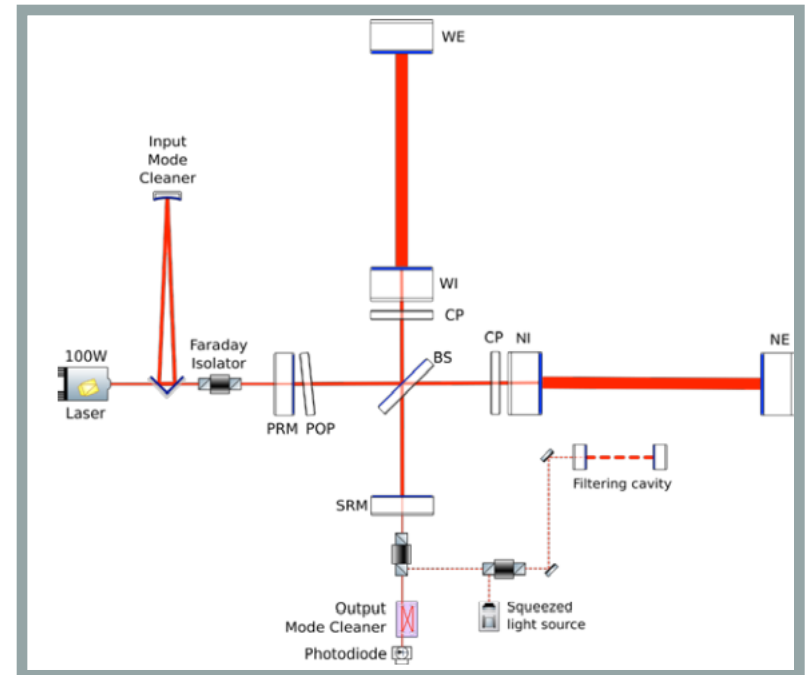 WE
Input
Mode
Cleaner
WI
CP
Faraday
Isolator
100W
Laser
PRM POP
BS
CP NI
NE
Filtering cavity
SRM
Output
Mode Cleaner
Squeezed
light source
Photodiode